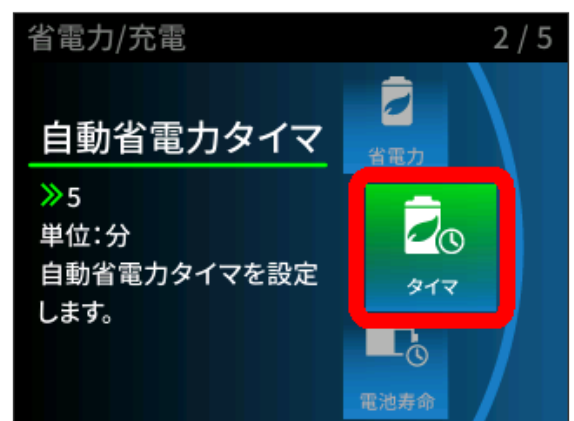 省電力/充電 2/5
自動省電力タイマ
≫5
単位:分
自動省電力タイマを設定
します。
省電力
タイマ
電池寿命